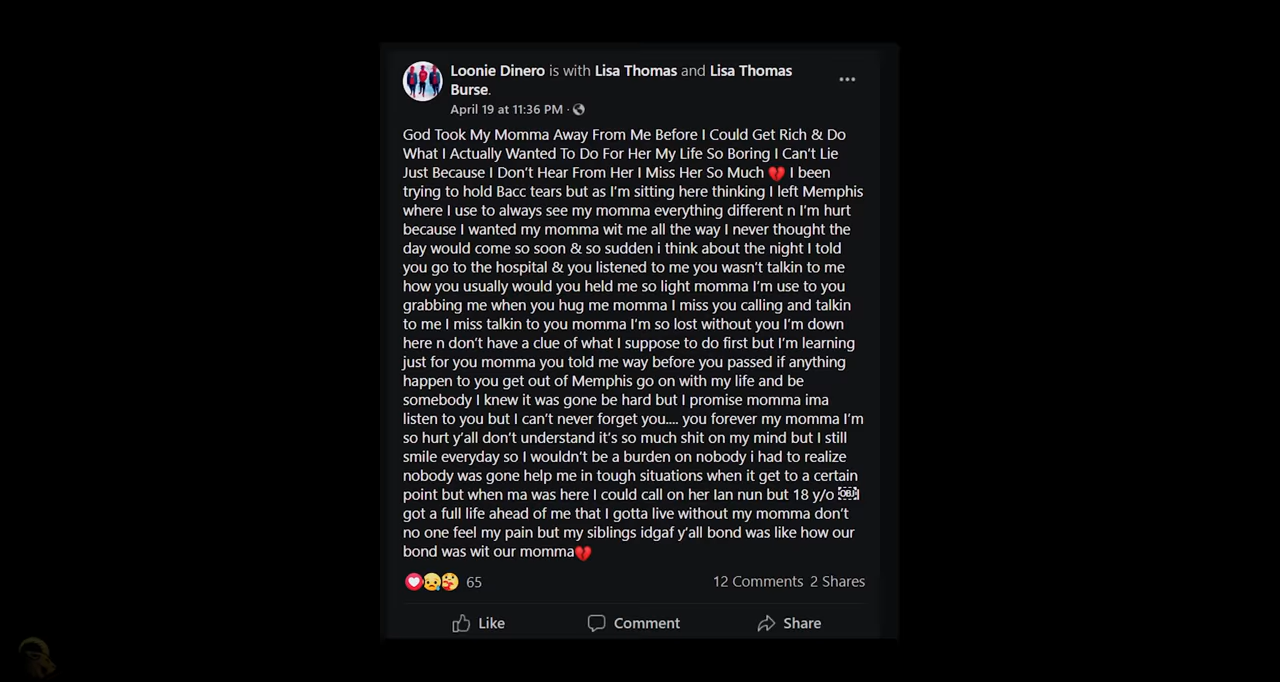 Loonie Dinero is with Lisa Thomas and Lisa Thomas
Burse.
April 19 at 11:36 PM ·
God Took My Momma Away From Me Before I Could Get Rich & Do
What I Actually Wanted To Do For Her My Life So Boring I Can't Lie
Just Because I Don't Hear From Her I Miss Her So Much 💔 I been
trying to hold Bacc tears but as I'm sitting here thinking I left Memphis
where I use to always see my momma everything different n I'm hurt
because I wanted my momma wit me all the way I never thought the
day would come so soon & so sudden i think about the night I told
you go to the hospital & you listened to me you wasn't talkin to me
how you usually would you held me so light momma I'm use to you
grabbing me when you hug me momma I miss you calling and talkin
to me I miss talkin to you momma I'm so lost without you I'm down
here n don't have a clue of what I suppose to do first but I'm learning
just for you momma you told me way before you passed if anything
happen to you get out of Memphis go on with my life and be
somebody I knew it was gone be hard but I promise momma ima
listen to you but I can't never forget you.... you forever my momma I'm
so hurt y'all don't understand it's so much shit on my mind but I still
smile everyday so I wouldn't be a burden on nobody i had to realize
nobody was gone help me in tough situations when it get to a certain
point but when ma was here I could call on her Ian nun but 18 y/o ￼I
got a full life ahead of me that I gotta live without my momma don't
no one feel my pain but my siblings idgaf y'all bond was like how our
bond was wit our momma💔
65
12 Comments 2 Shares
Like
Comment
Share